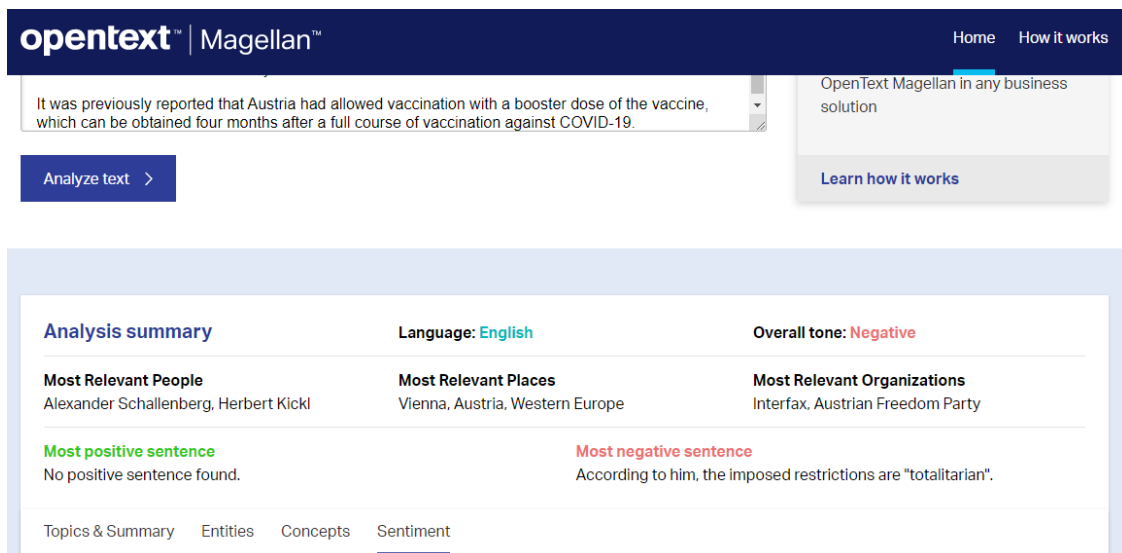 opentext™ | Magellan™
Home How it works
It was previously reported that Austria had allowed vaccination with a booster dose of the vaccine,
which can be obtained four months after a full course of vaccination against COVID-19.
OpenText Magellan in any business
solution
Analyze text >
Learn how it works
Analysis summary
Language: English
Overall tone: Negative
Most Relevant People
Alexander Schallenberg, Herbert Kickl
Most Relevant Places
Vienna, Austria, Western Europe
Most Relevant Organizations
Interfax, Austrian Freedom Party
Most positive sentence
No positive sentence found.
Most negative sentence
According to him, the imposed restrictions are "totalitarian".
Topics & Summary Entities Concepts Sentiment